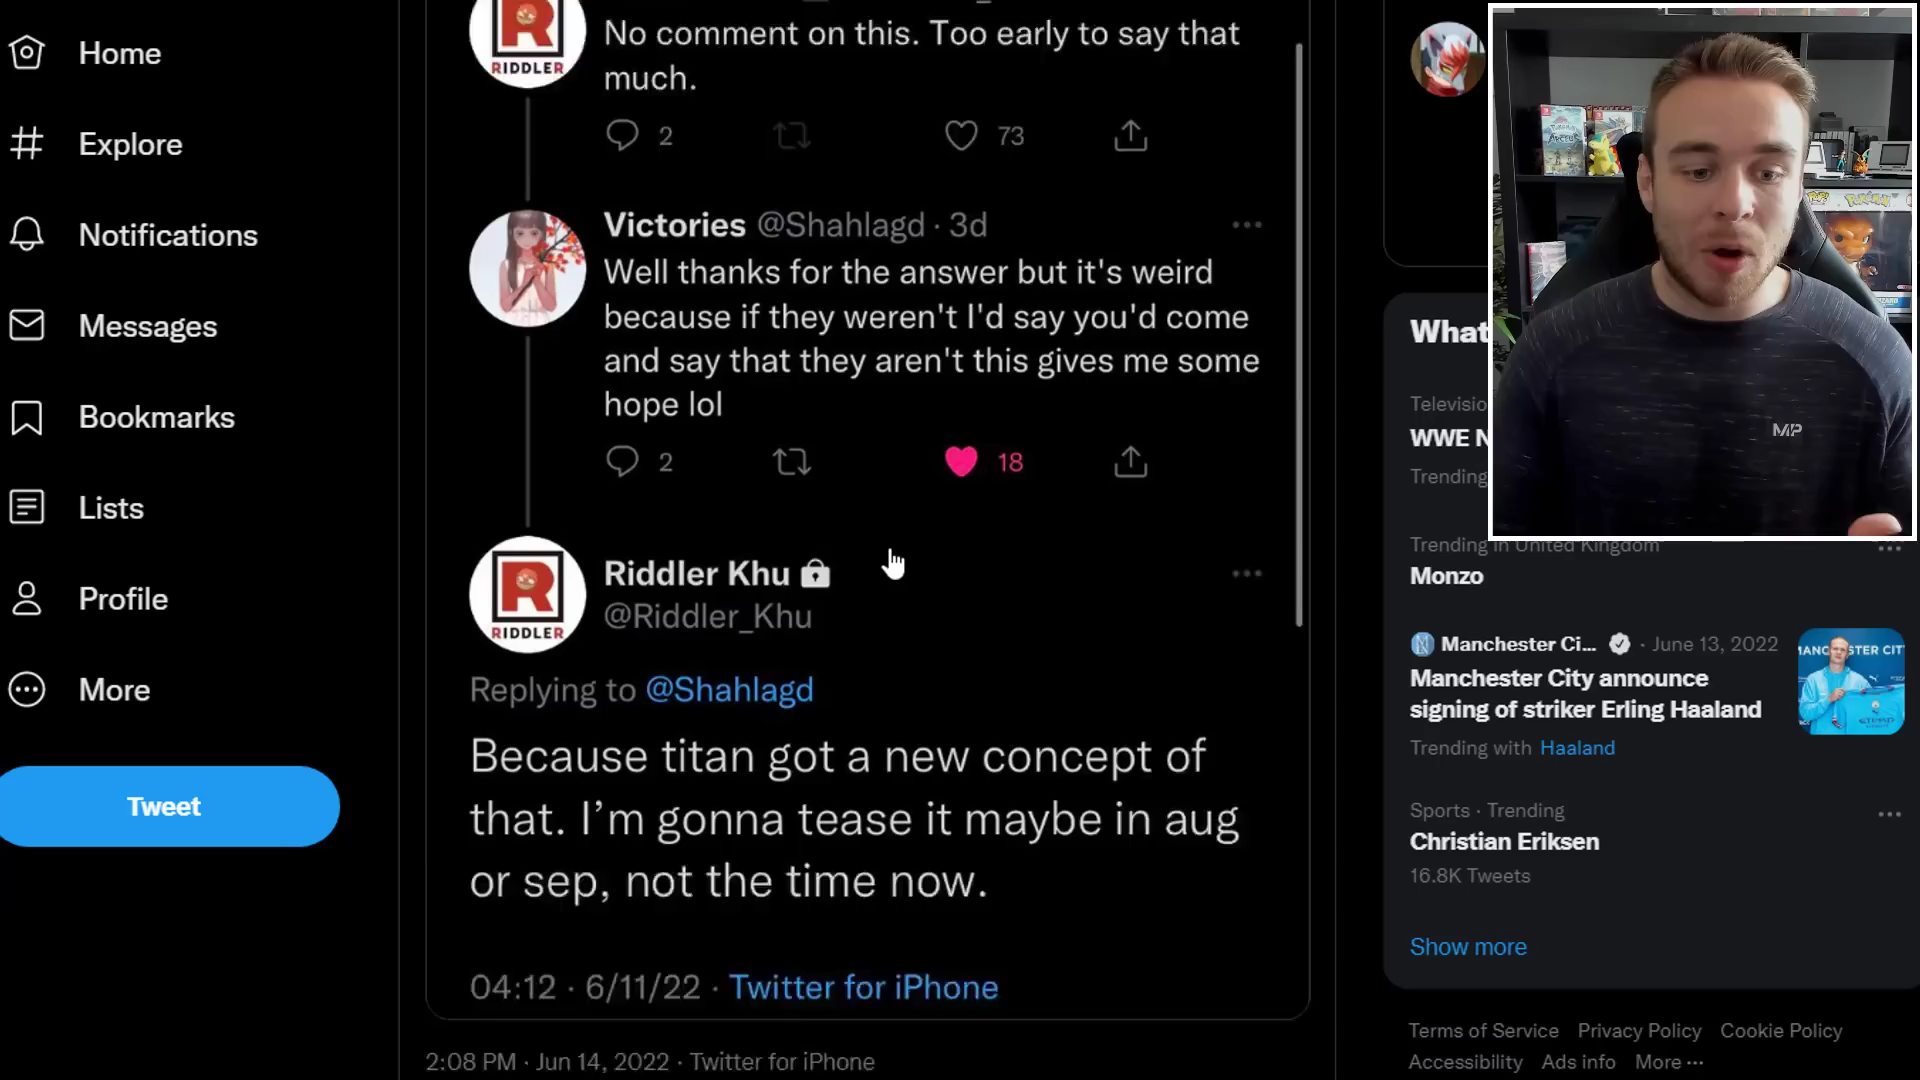 Home
Explore
Notifications
Messages
Bookmarks
Lists
Profile
More
Tweet
RIDDLER
No comment on this. Too early to say that
much.
2
73
Victories @Shahlagd · 3d
Well thanks for the answer but it's weird
because if they weren't I'd say you'd come
and say that they aren't this gives me some
hope lol
2
18
R
RIDDLER
Riddler Khu
@Riddler_Khu
Replying to @Shahlagd
Because titan got a new concept of
that. I’m gonna tease it maybe in aug
or sep, not the time now.
04:12 · 6/11/22 · Twitter for iPhone
2:08 PM · Jun 14, 2022 · Twitter for iPhone
MP
What
Televisio
WWE N
Trending
Trending in United Kingdom
Monzo
Manchester Ci... · June 13, 2022
Manchester City announce
signing of striker Erling Haaland
Trending with Haaland
Sports · Trending
Christian Eriksen
16.8K Tweets
Show more
Terms of Service Privacy Policy Cookie Policy
Accessibility Ads info More ···